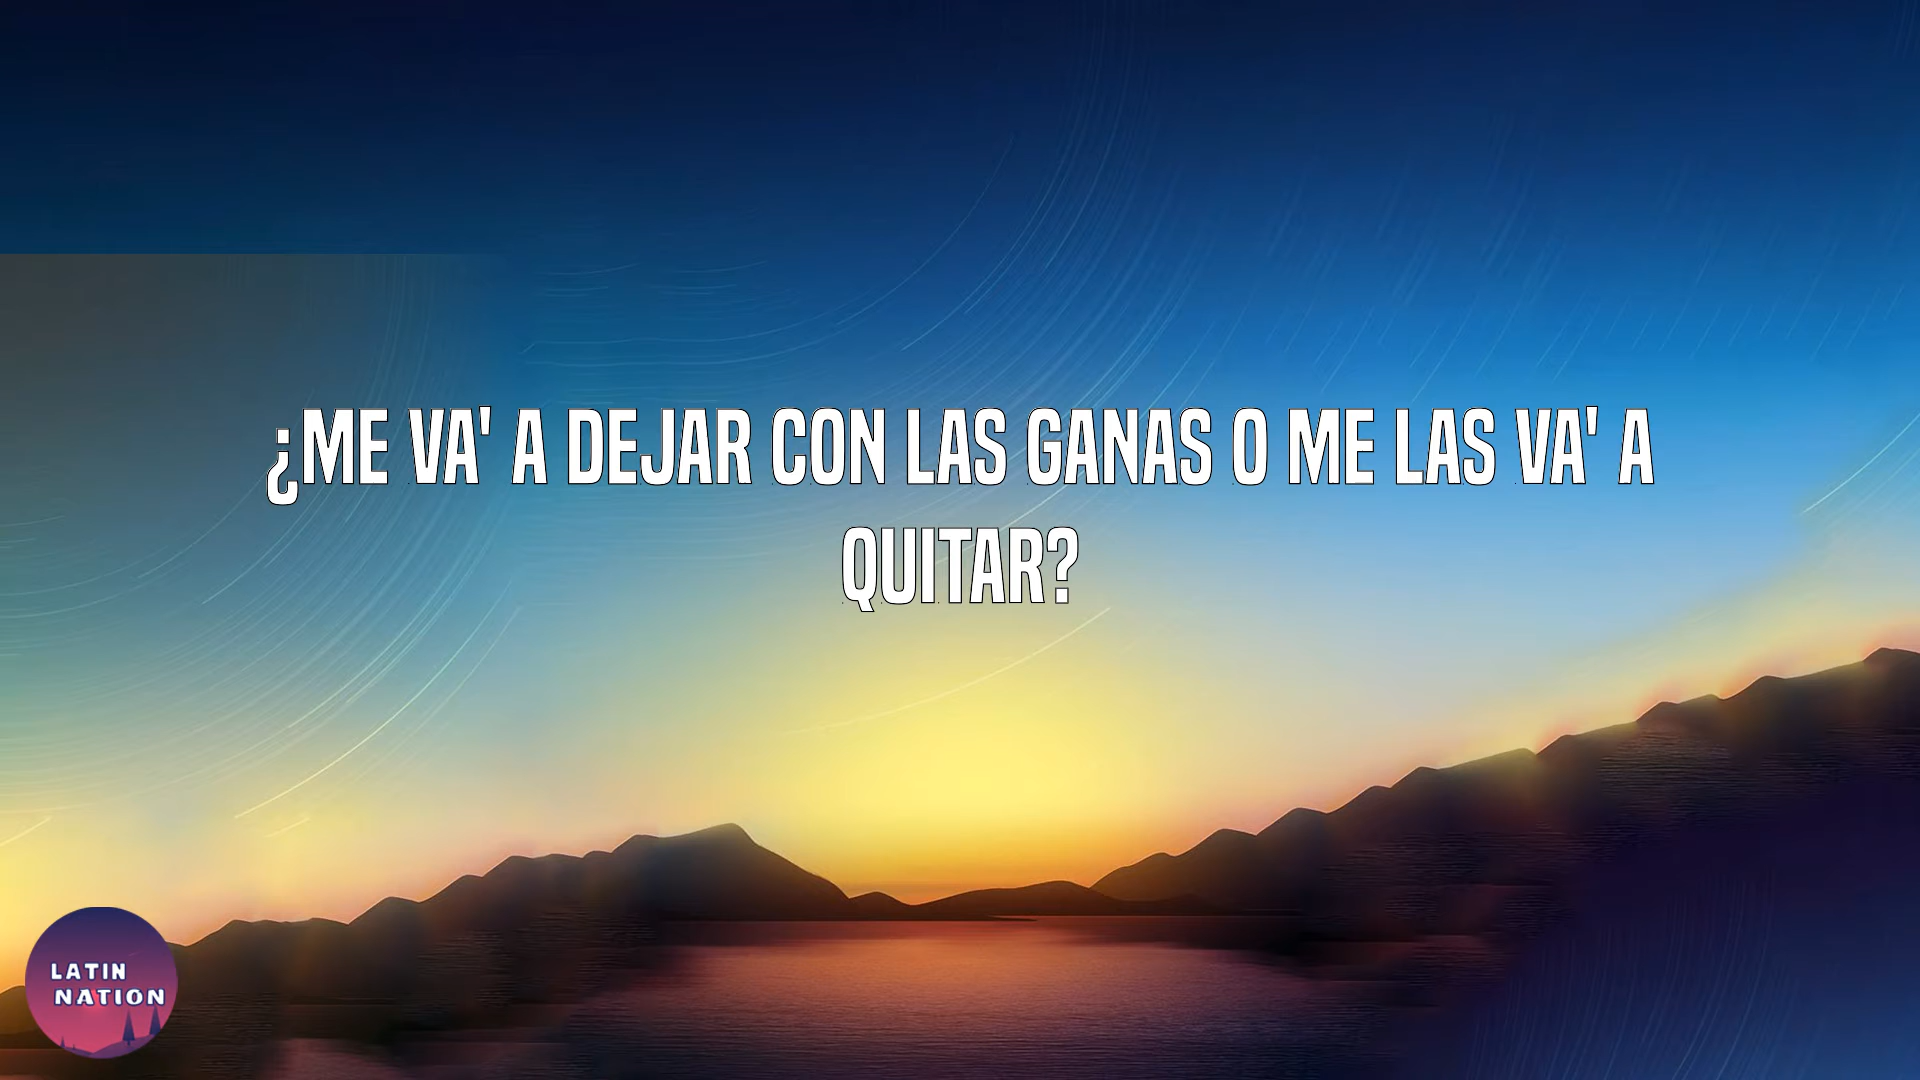 ¿ME VA' A DEJAR CON LAS GANAS O ME LAS VA' A
QUITAR?
LATIN
NATION